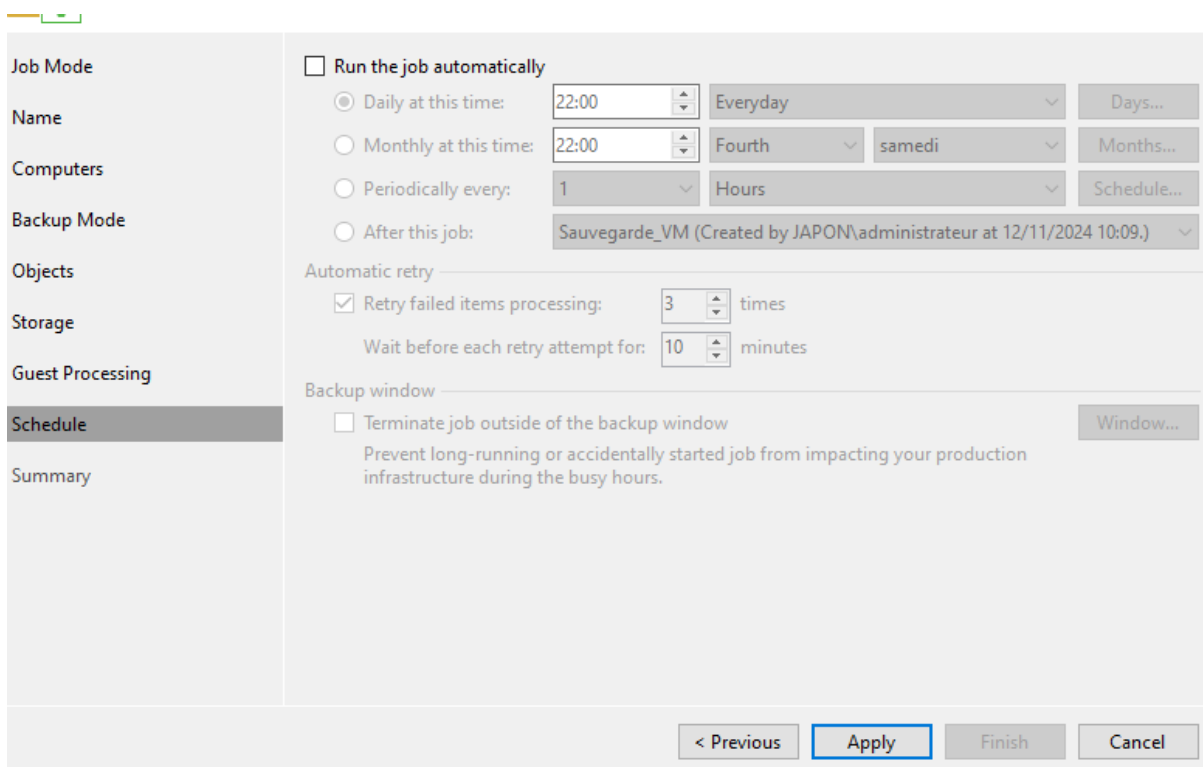 Job Mode
Name
Computers
Backup Mode
Objects
Storage
Guest Processing
Schedule
Summary
Run the job automatically
Daily at this time: 22:00 Everyday Days...
Monthly at this time: 22:00 Fourth samedi Months...
Periodically every: 1 Hours Schedule...
After this job: Sauvegarde_VM (Created by JAPON\administrateur at 12/11/2024 10:09.)
Automatic retry
Retry failed items processing: 3 times
Wait before each retry attempt for: 10 minutes
Backup window
Terminate job outside of the backup window Window...
Prevent long-running or accidentally started job from impacting your production
infrastructure during the busy hours.
< Previous Apply Finish Cancel